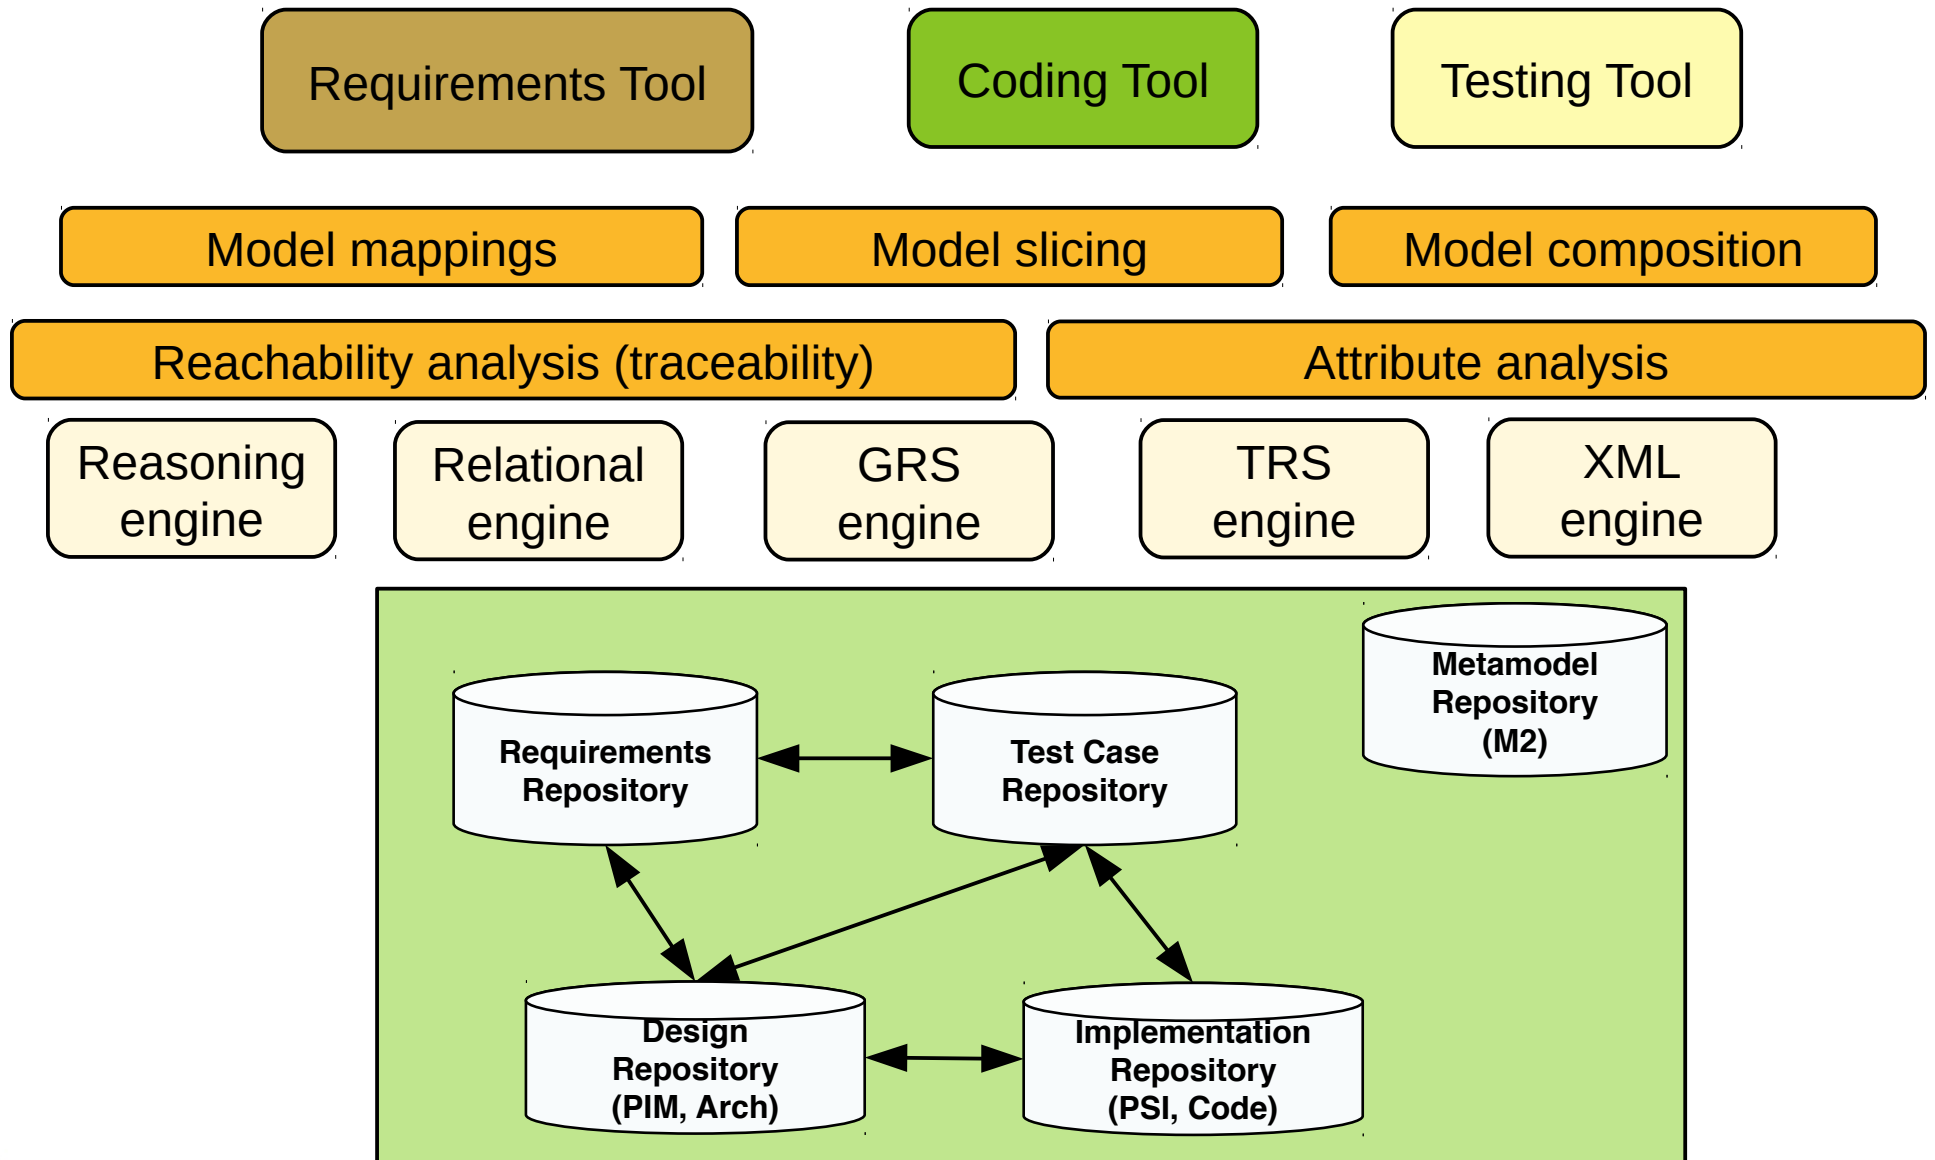 Requirements Tool
Coding Tool
Testing Tool
Model mappings
Model slicing
Model composition
Reachability analysis (traceability)
Attribute analysis
Reasoning
engine
Relational
engine
GRS
engine
TRS
engine
XML
engine
Metamodel
Repository
(M2)
Requirements
Repository
Test Case
Repository
Design
Repository
(PIM, Arch)
Implementation
Repository
(PSI, Code)